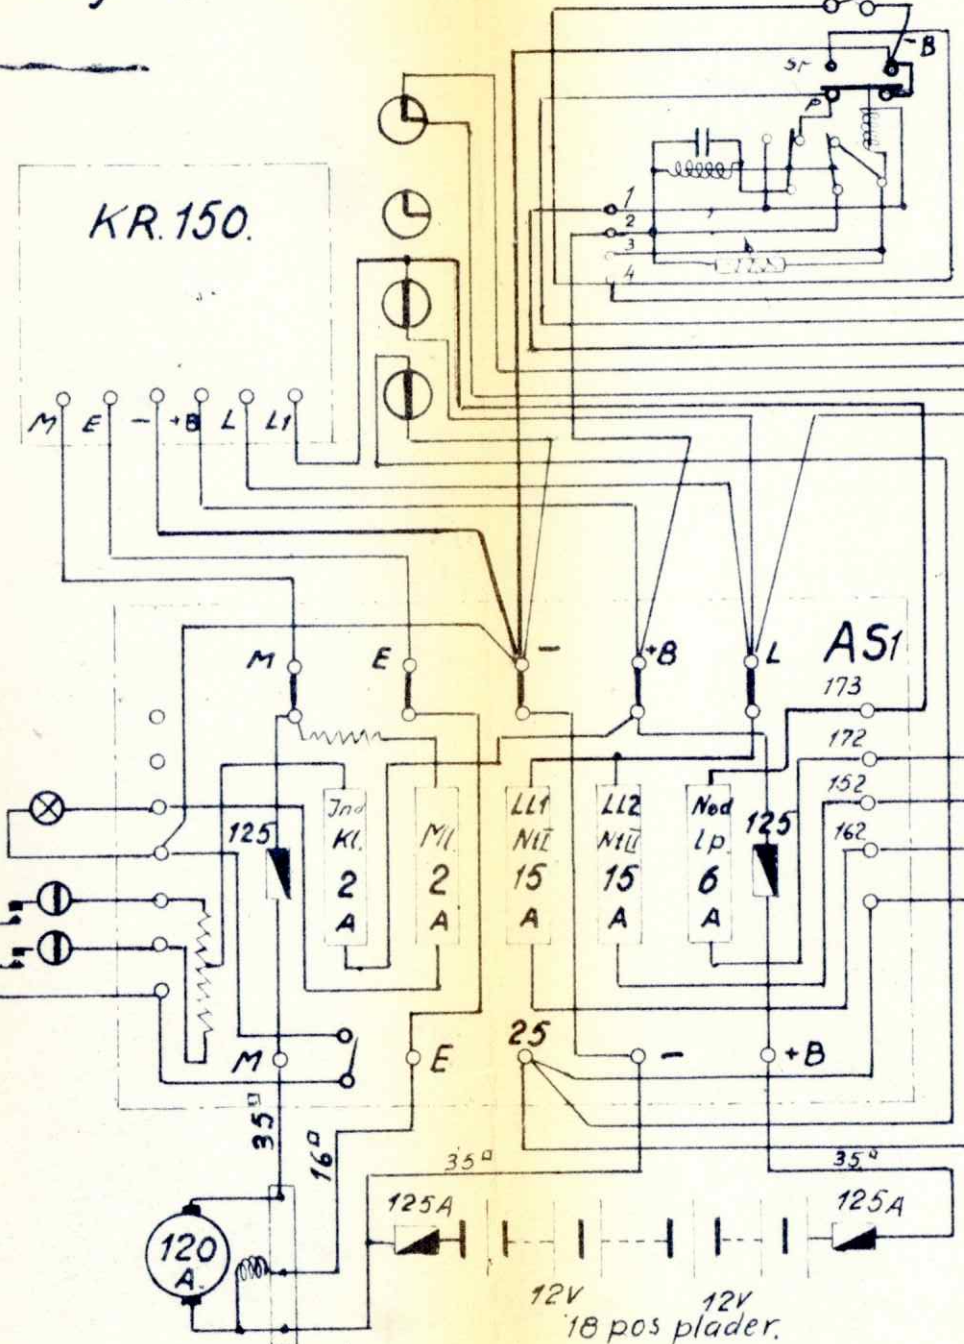 - B
Sr
P
1
2
3
4
KR.150.
M E - +B L L1
M E - +B L AS1
173
172
152
162
125
Ind
Kl.
2
A
Ml.
2
A
LL1
NtII
15
A
LL2
NtII
15
A
Nød
Lp.
6
A
125
M E 25 - +B
35▫
16▫
35▫
35▫
120
A.
125A
125A
12V
12V
18 pos plader.